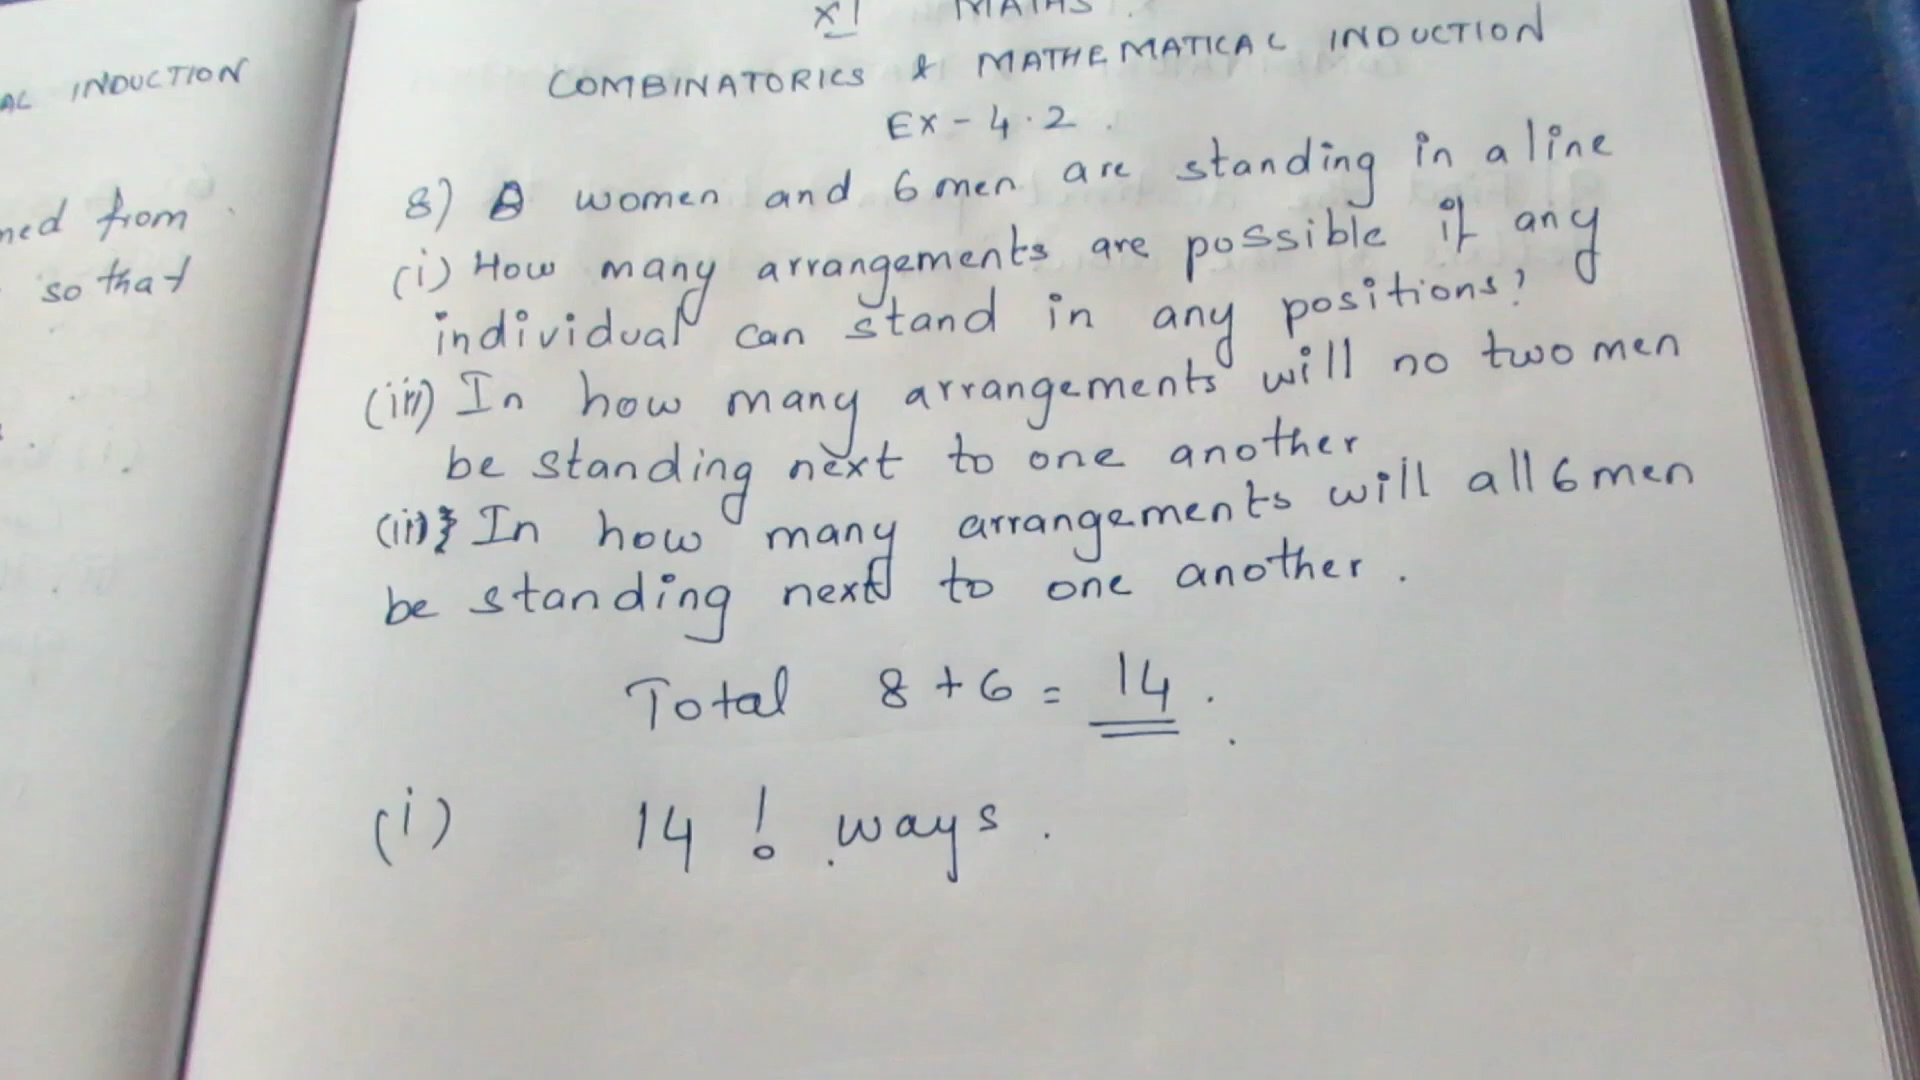 AL INDUCTION
ned from
so that
XI MATHS.
COMBINATORICS & MATHEMATICAL INDUCTION
EX - 4.2.
8) 8 women and 6 men are standing in a line
(i) How many arrangements are possible if any
individual can stand in any positions?
(ii) In how many arrangements will no two men
be standing next to one another
(iii) In how many arrangements will all 6 men
be standing next to one another.
Total 8 + 6 = 14.
(i) 14 ! ways.